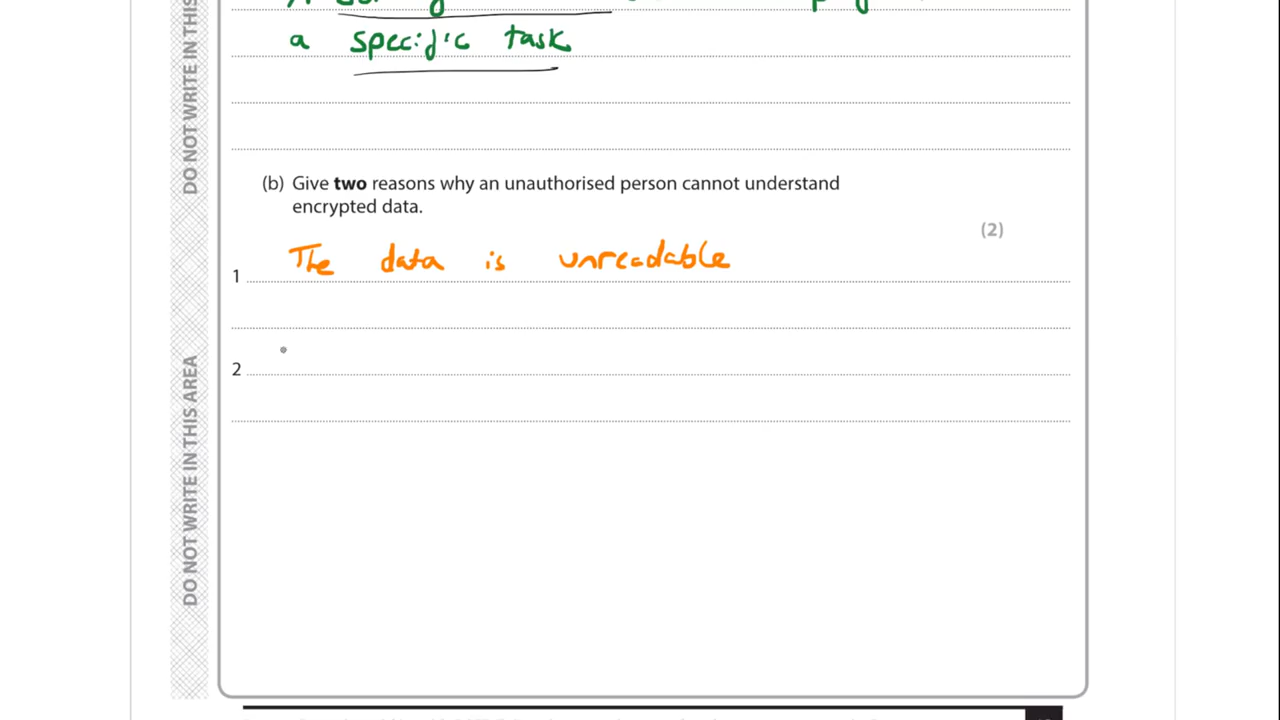 a specific task
(b) Give two reasons why an unauthorised person cannot understand
encrypted data.
(2)
The data is unreadable
1
2
DO NOT WRITE IN THIS
DO NOT WRITE IN THIS AREA